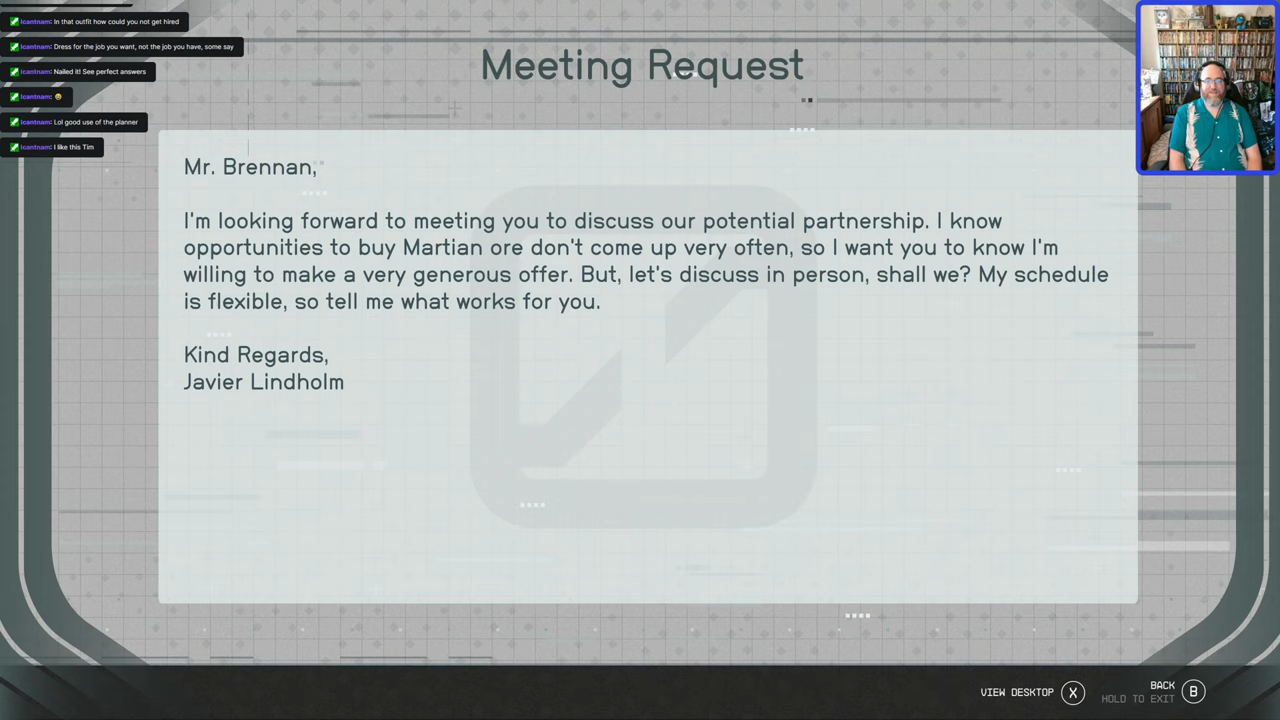 Icantnam: In that outfit how could you not get hired
Icantnam: Dress for the job you want, not the job you have, some say
Icantnam: Nailed it! See perfect answers
Icantnam: 😆
Icantnam: Lol good use of the planner
Icantnam: I like this Tim
Meeting Request
Mr. Brennan,
I'm looking forward to meeting you to discuss our potential partnership. I know
opportunities to buy Martian ore don't come up very often, so I want you to know I'm
willing to make a very generous offer. But, let's discuss in person, shall we? My schedule
is flexible, so tell me what works for you.
Kind Regards,
Javier Lindholm
VIEW DESKTOP X
BACK B
HOLD TO EXIT